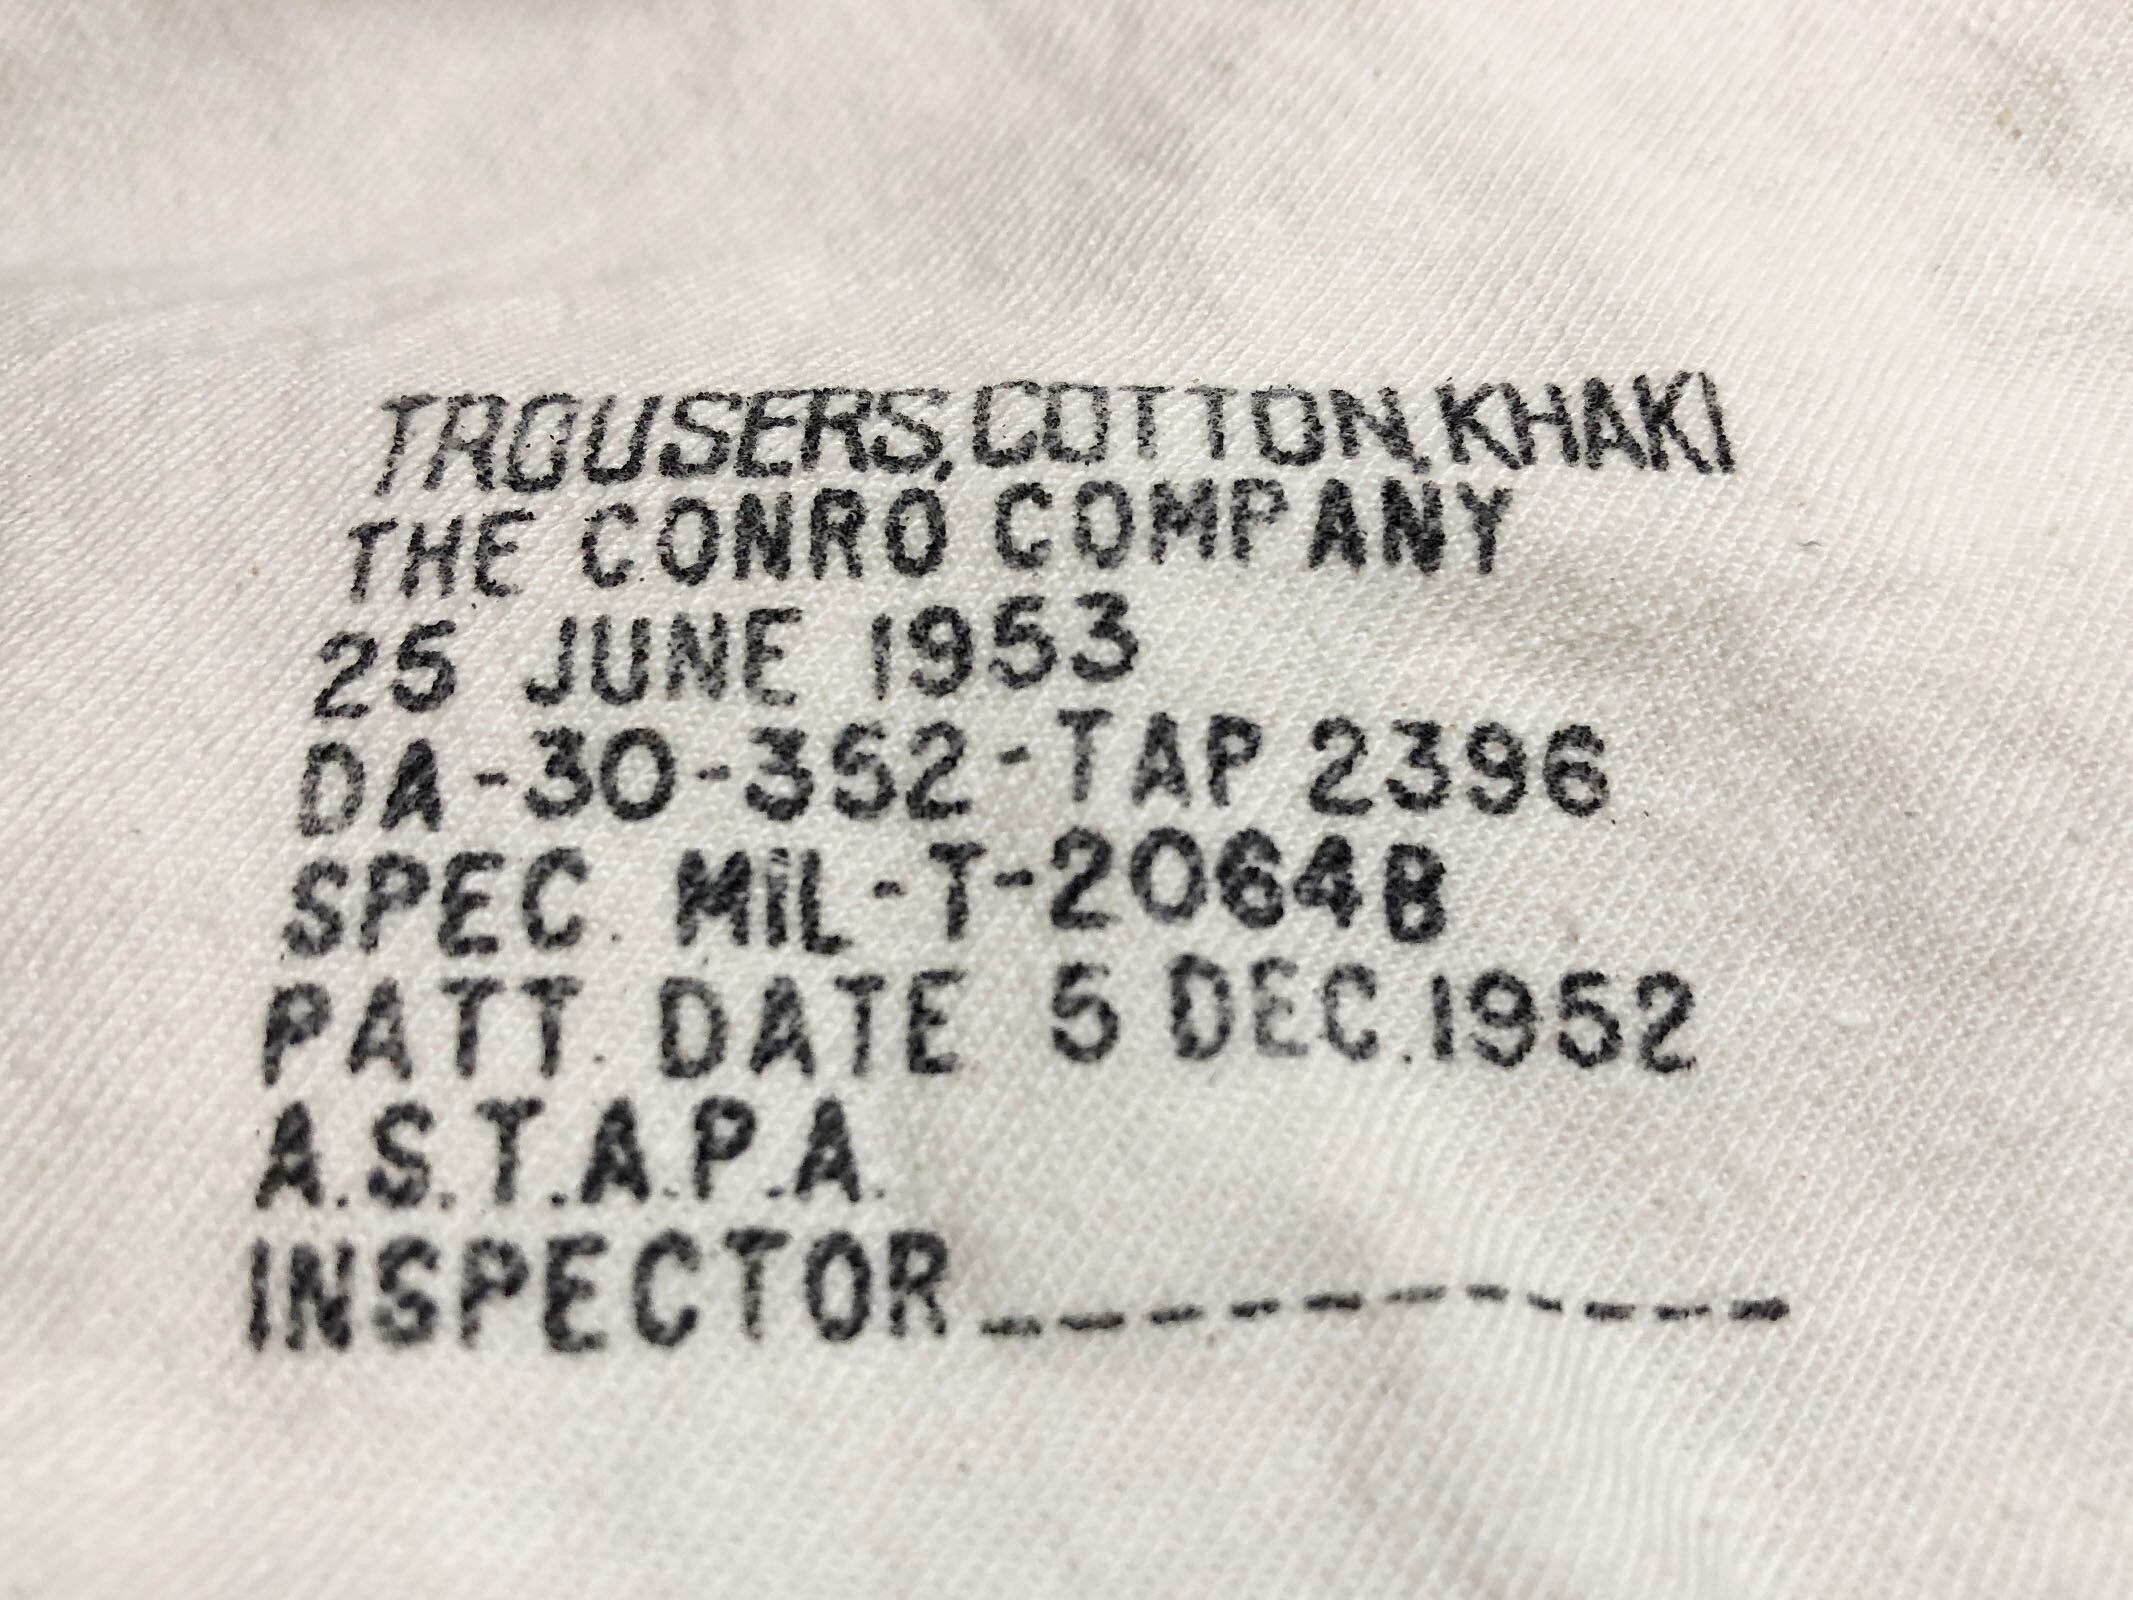 TROUSERS, COTTON, KHAKI
THE CONRO COMPANY
25 JUNE 1953
DA-30-352-TAP 2396
SPEC. MIL-T-2064B
PATT. DATE 5 DEC.1952
A.S.T.A.P.A.
INSPECTOR___________